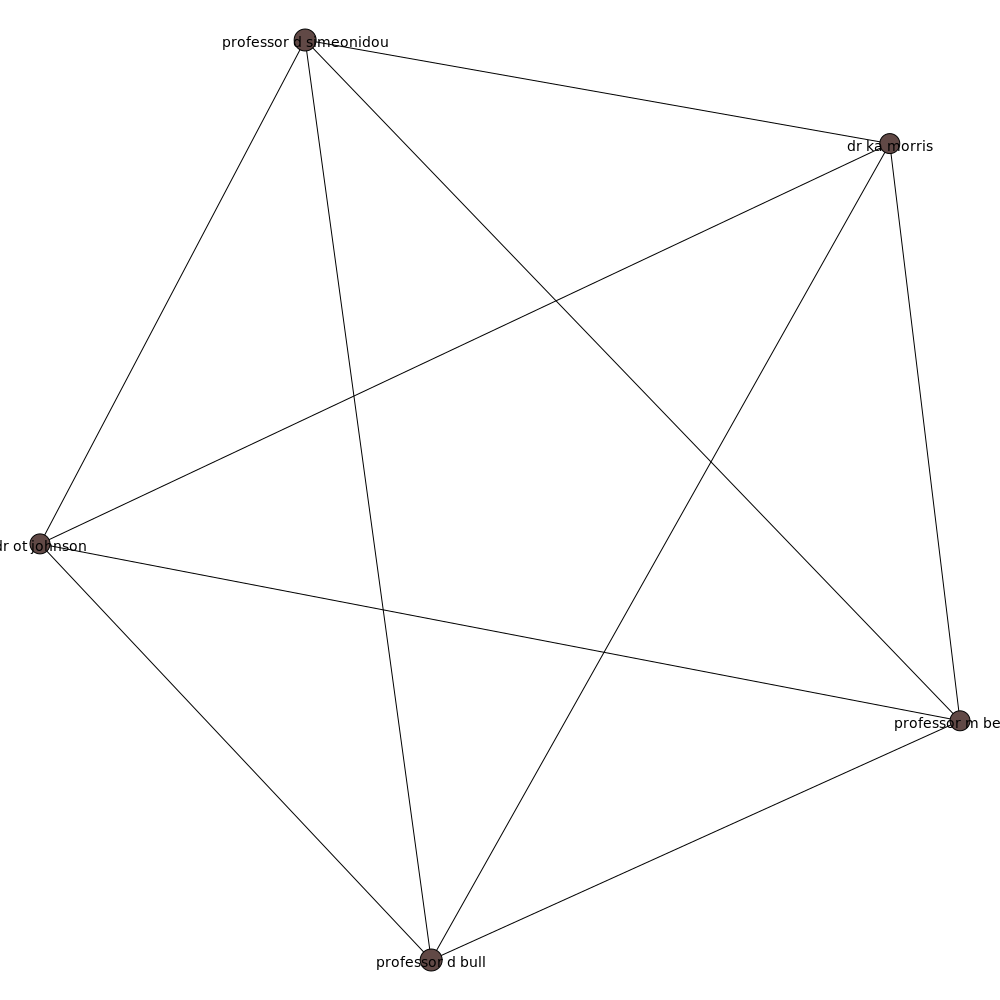 professor d simeonidou
dr ka morris
dr ot johnson
professor m be
professor d bull